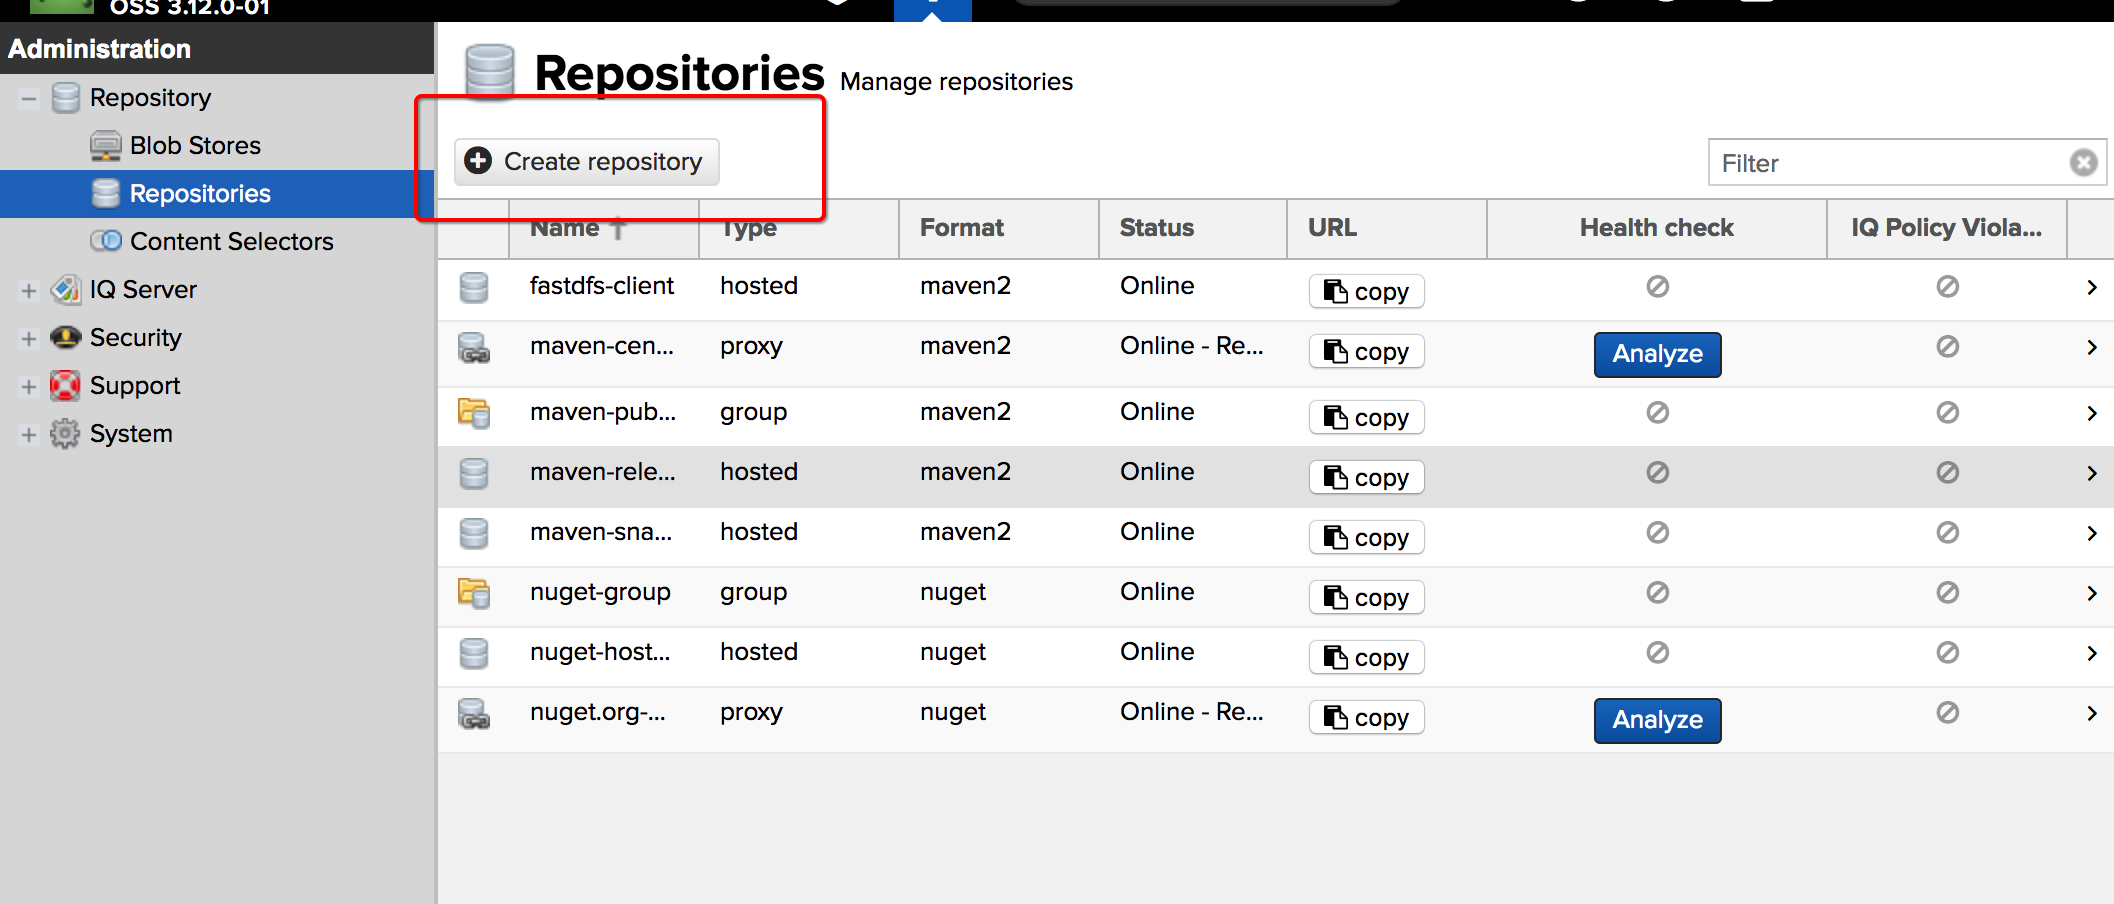 OSS 3.12.0-01
Administration
Repository
Blob Stores
Repositories
Content Selectors
IQ Server
Security
Support
System
Repositories Manage repositories
Create repository
Filter
Name Type Format Status URL Health check IQ Policy Viola...
fastdfs-client hosted maven2 Online copy
maven-cen... proxy maven2 Online - Re... copy Analyze
maven-pub... group maven2 Online copy
maven-rele... hosted maven2 Online copy
maven-sna... hosted maven2 Online copy
nuget-group group nuget Online copy
nuget-host... hosted nuget Online copy
nuget.org-... proxy nuget Online - Re... copy Analyze